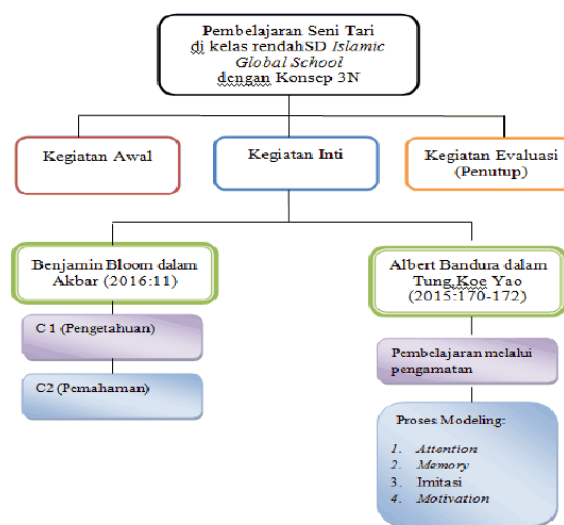 Pembelajaran Seni Tari
di kelas rendahSD Islamic
Global School
dengan Konsep 3N
Kegiatan Awal
Kegiatan Inti
Kegiatan Evaluasi
(Penutup)
Benjamin Bloom dalam
Akbar (2016:11)
Albert Bandura dalam
Tung,Koe Yao
(2015:170-172)
C 1 (Pengetahuan)
C2 (Pemahaman)
Pembelajaran melalui
pengamatan
Proses Modeling:
1. Attention
2. Memory
3. Imitasi
4. Motivation